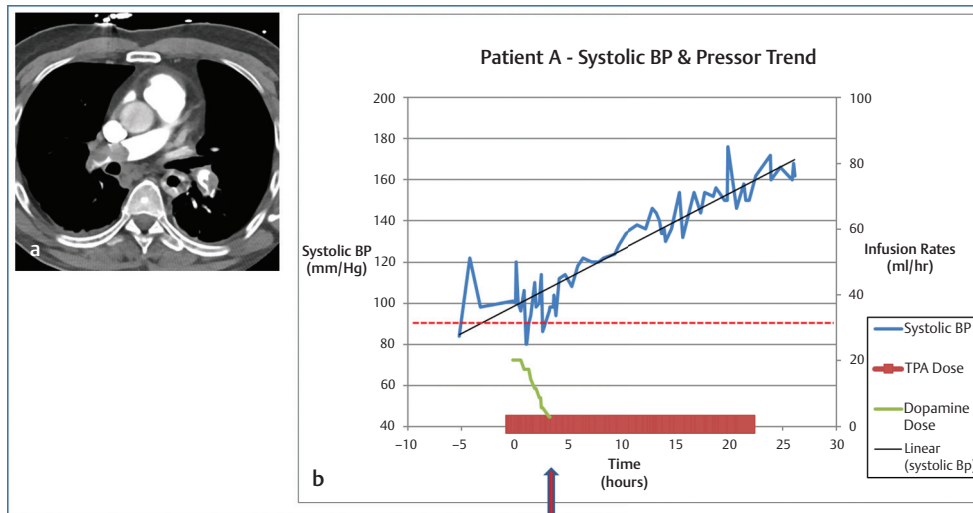 a
Patient A - Systolic BP & Pressor Trend
200
180
160
140
120
100
80
60
40
Systolic BP
(mm/Hg)
100
80
60
40
20
0
Infusion Rates
(ml/hr)
–10
–5
0
5
10
15
20
25
30
Time
(hours)
Systolic BP
TPA Dose
Dopamine
Dose
Linear
(systolic Bp)
b